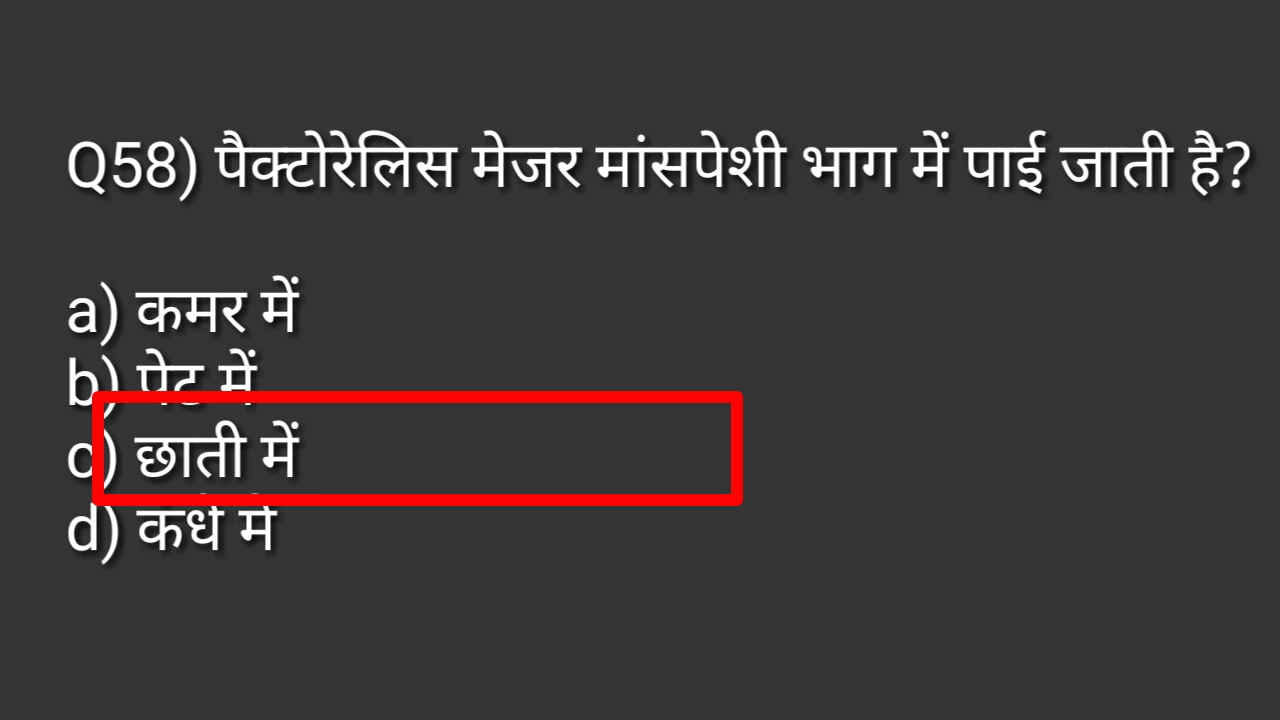 Q58) पैक्टोरेलिस मेजर मांसपेशी भाग में पाई जाती है?
a) कमर में
b) पेट में
c) छाती में
d) कंधे में